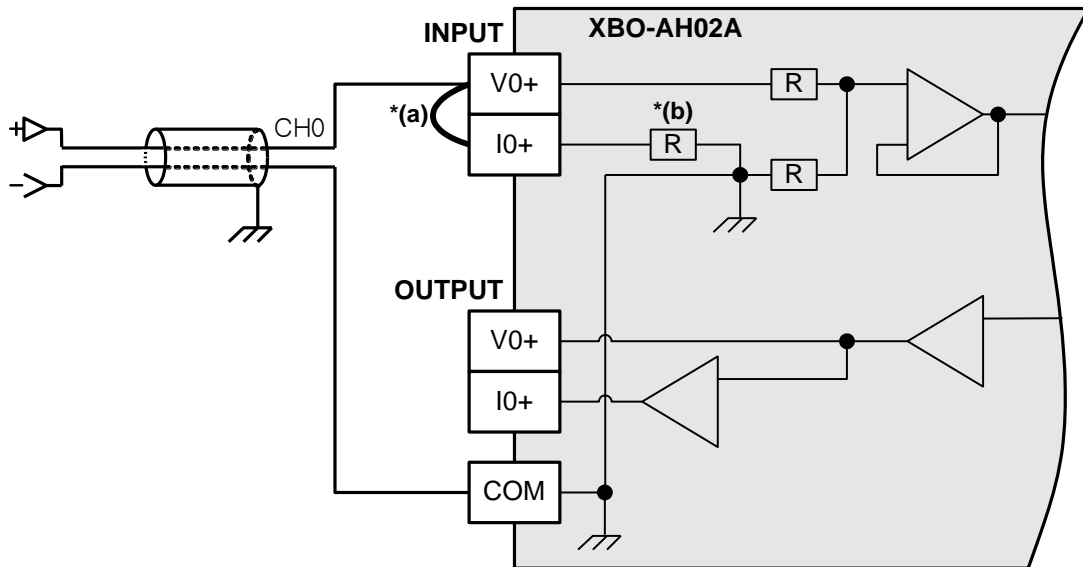 INPUT
XBO-AH02A
V0+
R
*(a)
*(b)
CH0
I0+
R
R
+
-
OUTPUT
V0+
I0+
COM